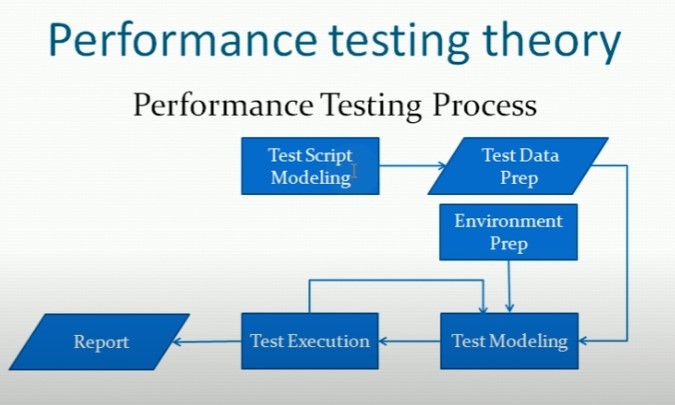 Performance testing theory
Performance Testing Process
Test Script
Modeling
Test Data
Prep
Environment
Prep
Report
Test Execution
Test Modeling